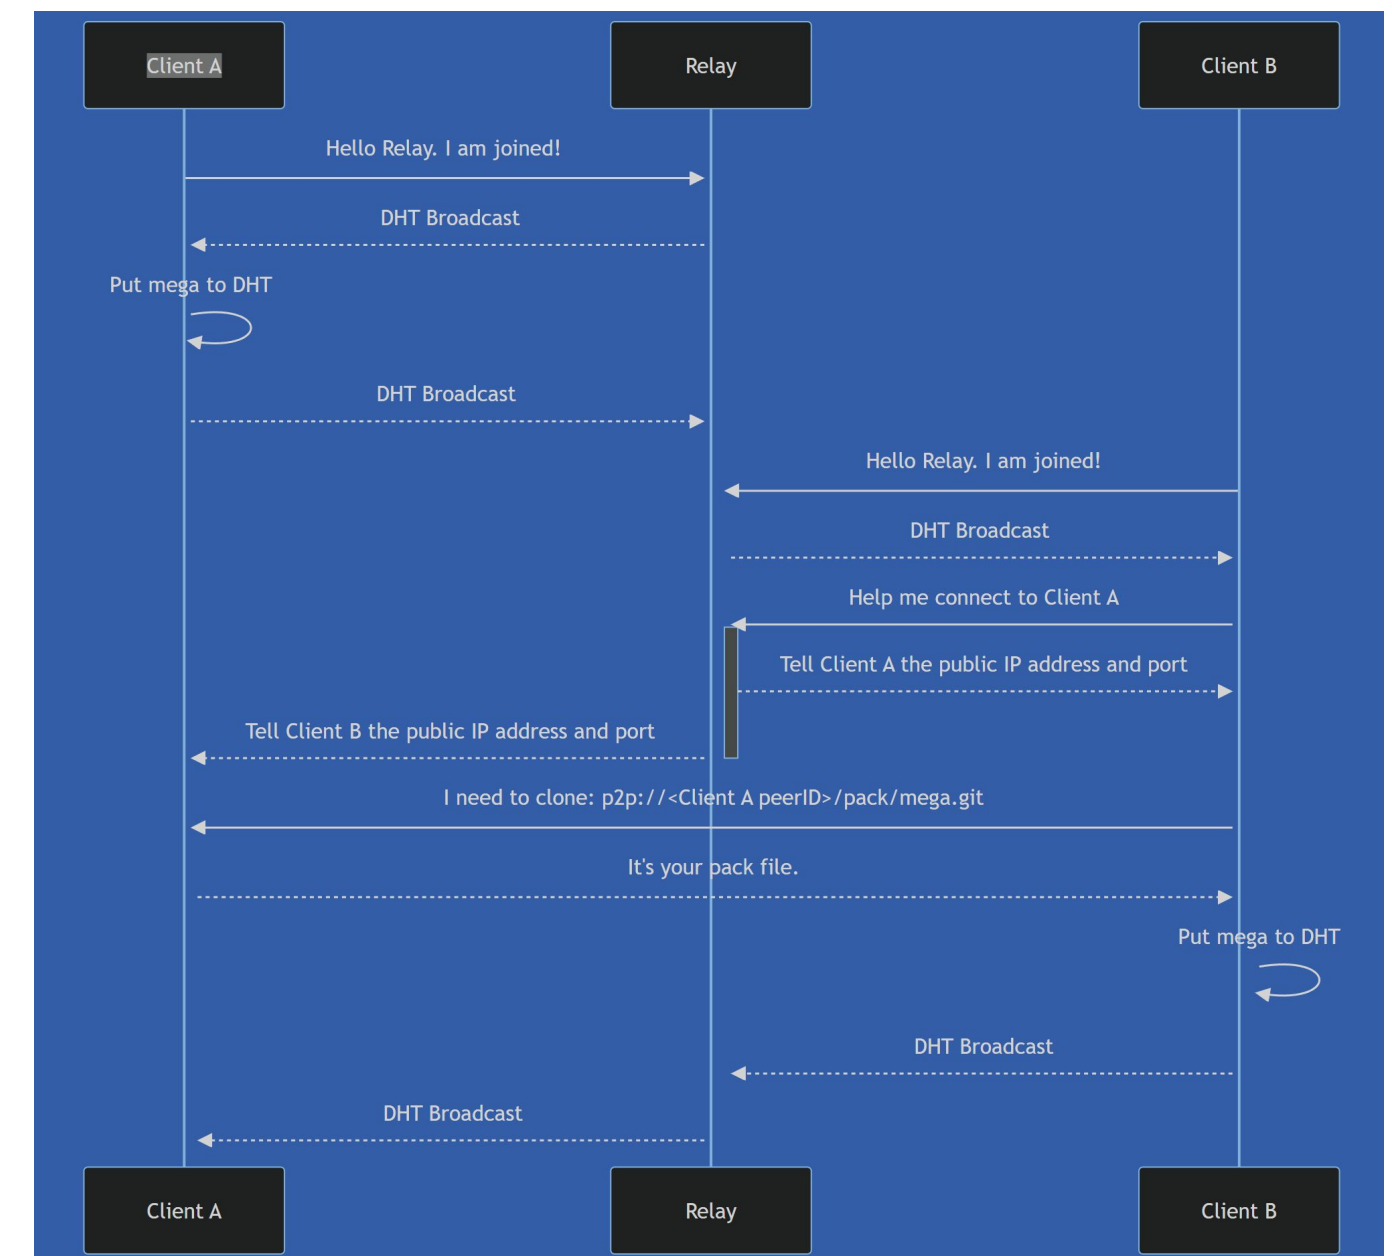 Client A
Relay
Client B
Hello Relay. I am joined!
DHT Broadcast
Put mega to DHT
DHT Broadcast
Hello Relay. I am joined!
DHT Broadcast
Help me connect to Client A
Tell Client A the public IP address and port
Tell Client B the public IP address and port
I need to clone: p2p://<Client A peerID>/pack/mega.git
It's your pack file.
Put mega to DHT
DHT Broadcast
DHT Broadcast
Client A
Relay
Client B